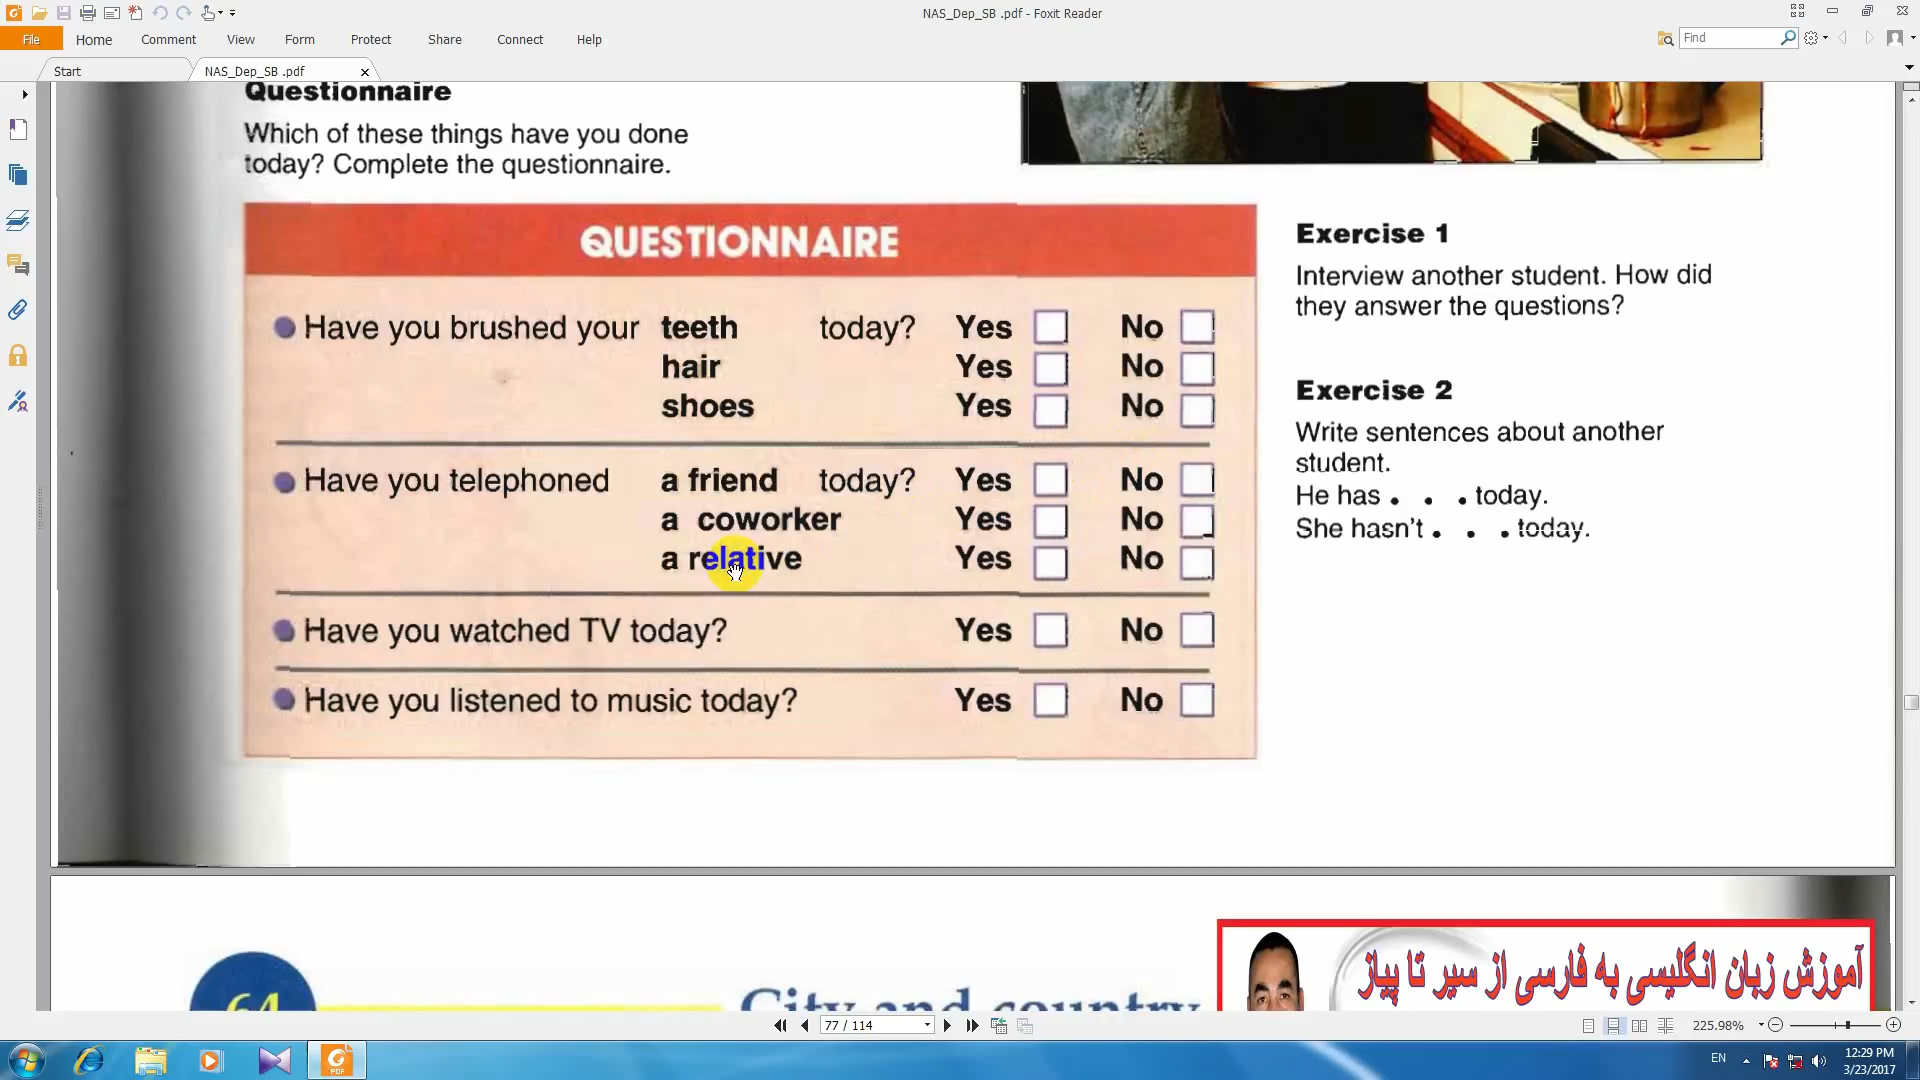 NAS_Dep_SB .pdf - Foxit Reader
File Home Comment View Form Protect Share Connect Help
Find
Start
NAS_Dep_SB .pdf
Questionnaire
Which of these things have you done
today? Complete the questionnaire.
QUESTIONNAIRE
Have you brushed your teeth today? Yes No
hair Yes No
shoes Yes No
Have you telephoned a friend today? Yes No
a coworker Yes No
a relative Yes No
Have you watched TV today? Yes No
Have you listened to music today? Yes No
Exercise 1
Interview another student. How did
they answer the questions?
Exercise 2
Write sentences about another
student.
He has . . . today.
She hasn't . . . today.
64
City and country
آموزش زبان انگلیسی به فارسی از سیر تا پیاز
77 / 114
225.98%
PDF
EN
12:29 PM
3/23/2017